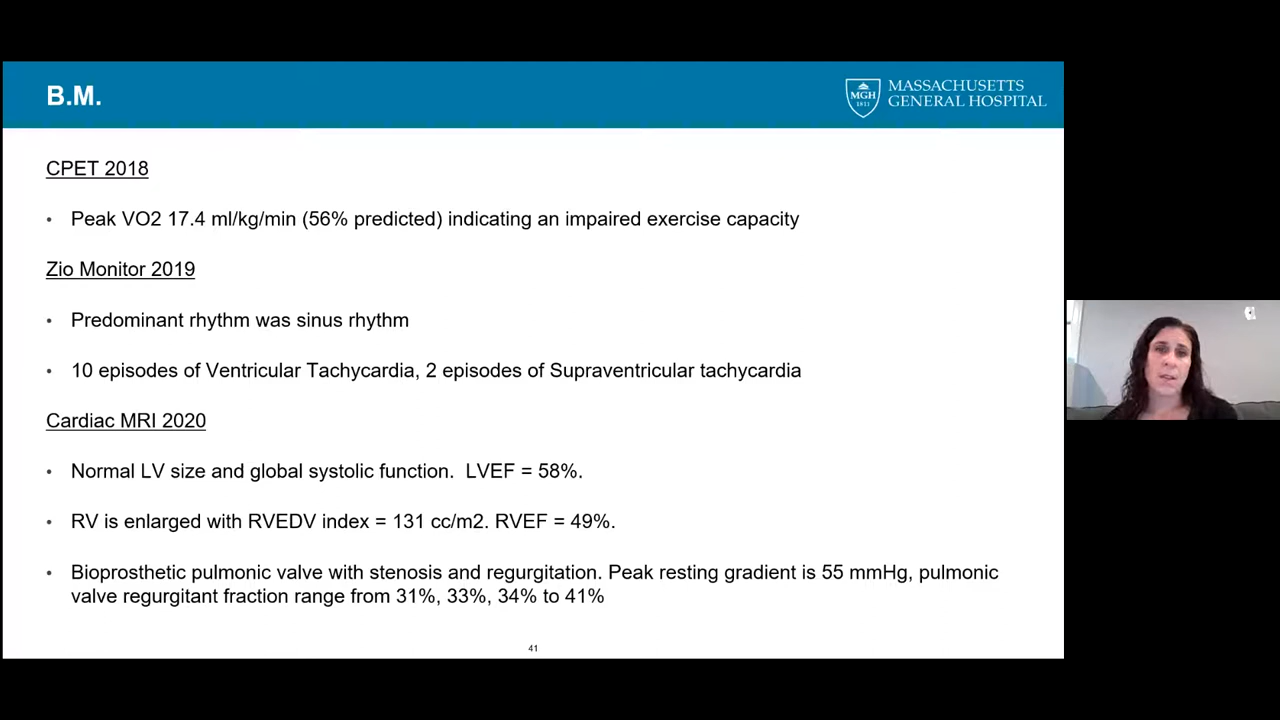 B.M.
MGH
1811
MASSACHUSETTS
GENERAL HOSPITAL
CPET 2018
• Peak VO2 17.4 ml/kg/min (56% predicted) indicating an impaired exercise capacity
Zio Monitor 2019
• Predominant rhythm was sinus rhythm
• 10 episodes of Ventricular Tachycardia, 2 episodes of Supraventricular tachycardia
Cardiac MRI 2020
• Normal LV size and global systolic function.  LVEF = 58%.
• RV is enlarged with RVEDV index = 131 cc/m2. RVEF = 49%.
• Bioprosthetic pulmonic valve with stenosis and regurgitation. Peak resting gradient is 55 mmHg, pulmonic
valve regurgitant fraction range from 31%, 33%, 34% to 41%
41